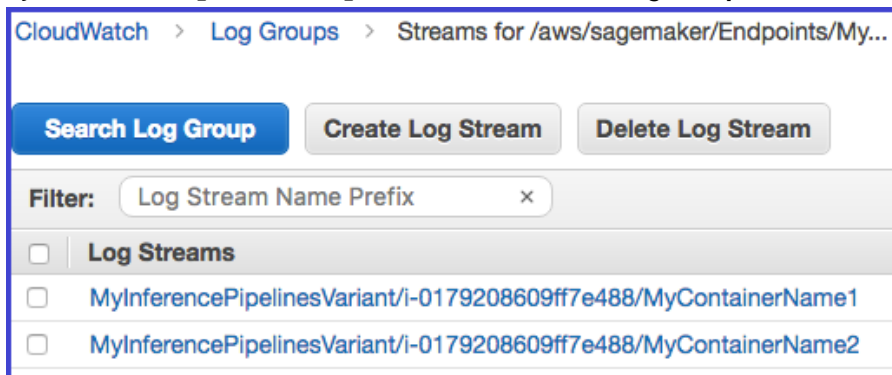 CloudWatch > Log Groups > Streams for /aws/sagemaker/Endpoints/My...
Search Log Group Create Log Stream Delete Log Stream
Filter: Log Stream Name Prefix ×
Log Streams
MyInferencePipelinesVariant/i-0179208609ff7e488/MyContainerName1
MyInferencePipelinesVariant/i-0179208609ff7e488/MyContainerName2